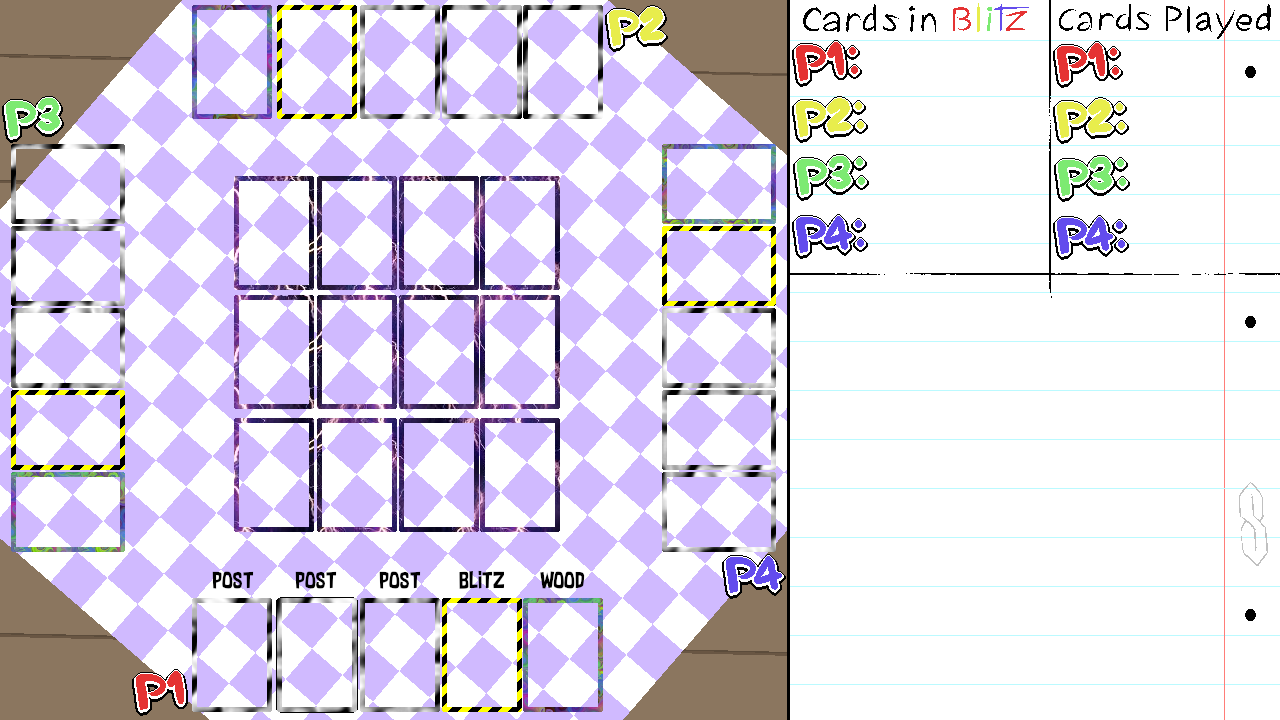 P2
P3
POST POST POST BLiTZ WOOD
P4
P1
Cards in BlitZ
Cards Played
P1: P1:
P2: P2:
P3: P3:
P4: P4: